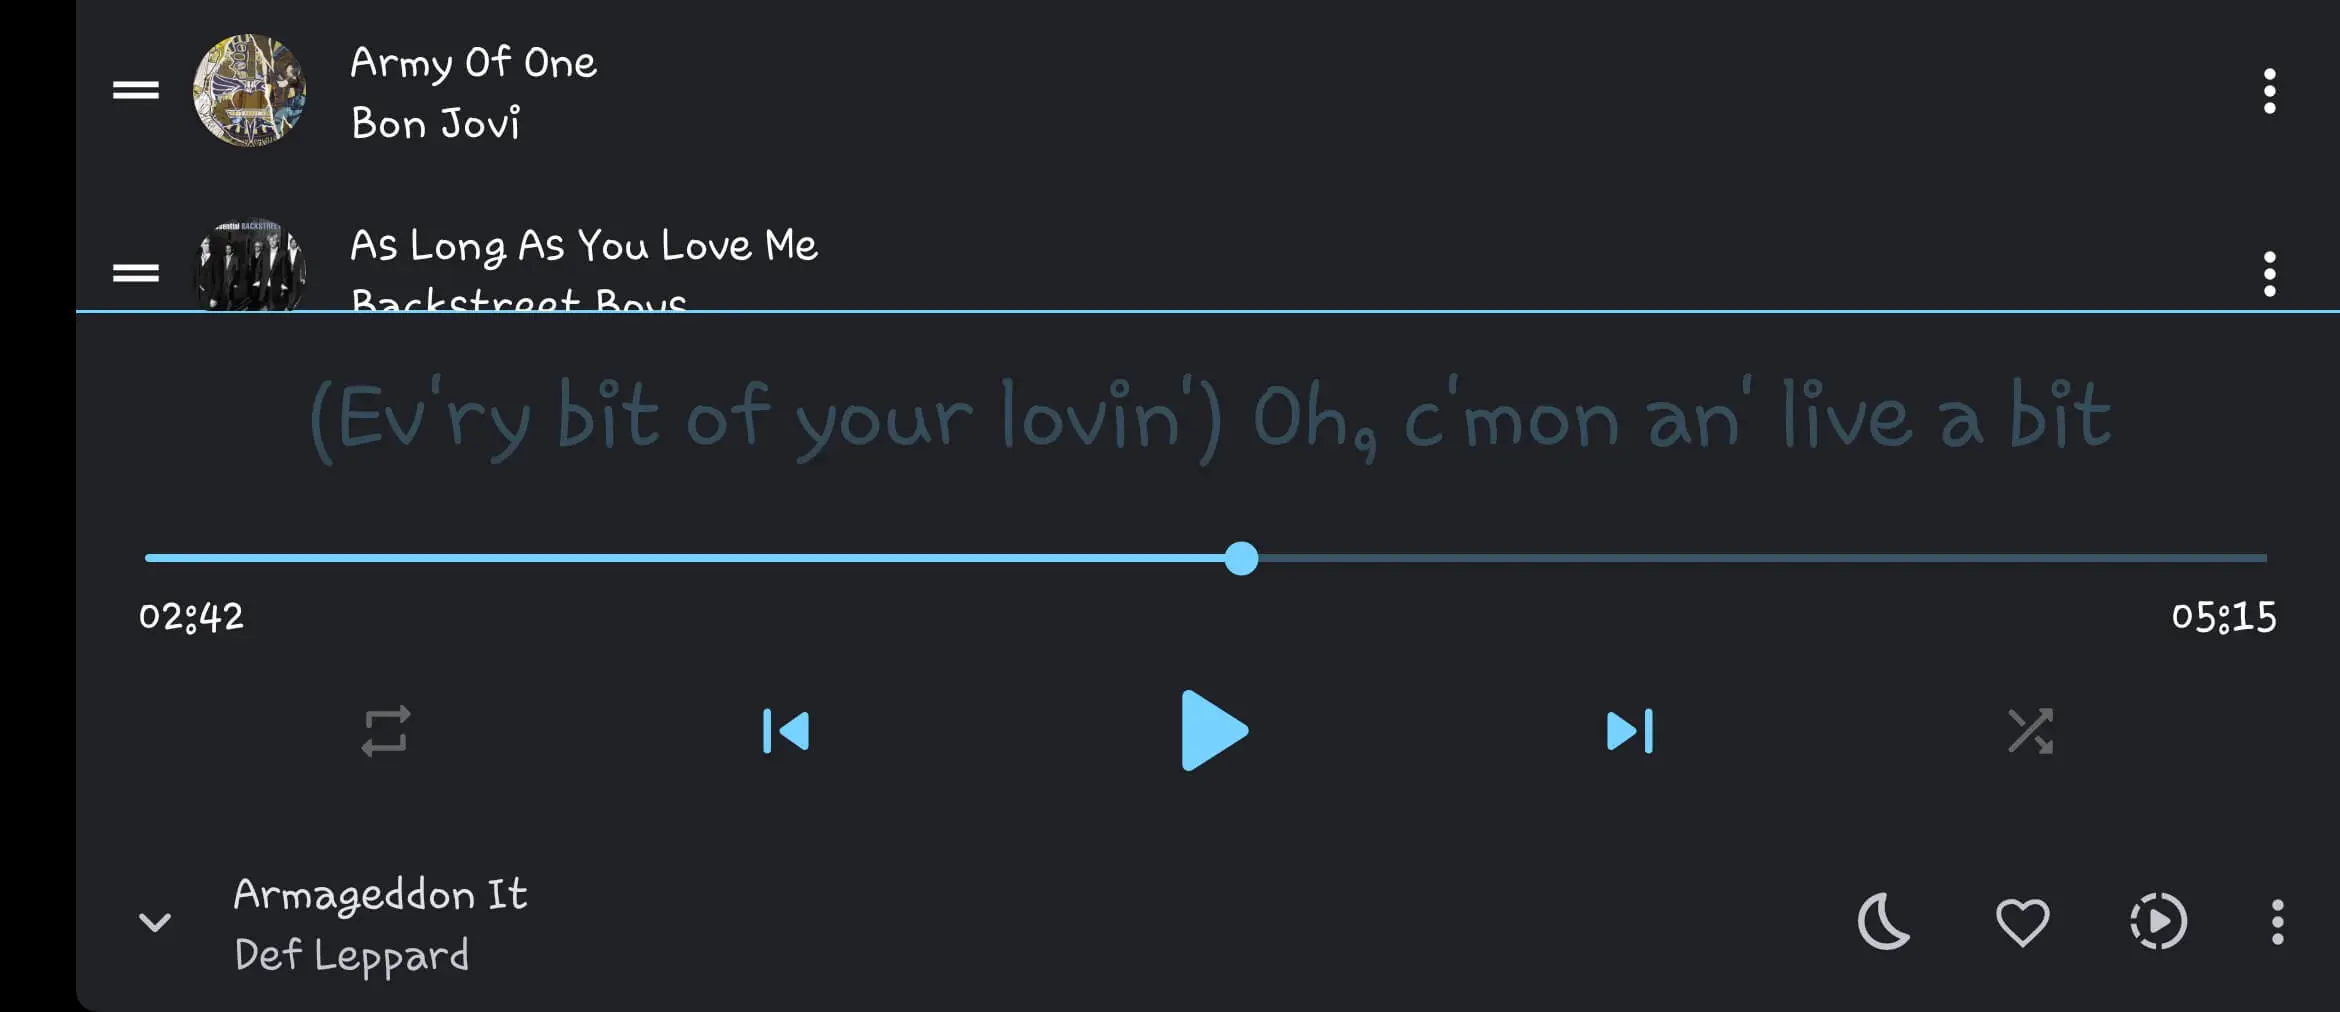 Army Of One
Bon Jovi
As Long As You Love Me
Backstreet Boys
(Ev'ry bit of your lovin') Oh, c'mon an' live a bit
02:42
05:15
Armageddon It
Def Leppard